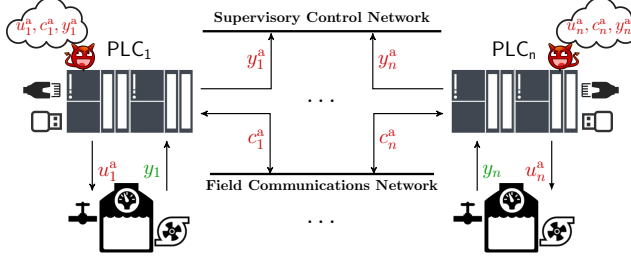 Supervisory Control Network
u₁ᵃ, c₁ᵃ, y₁ᵃ
uₙᵃ, cₙᵃ, yₙᵃ
PLC₁
PLCₙ
y₁ᵃ
yₙᵃ
...
c₁ᵃ
cₙᵃ
u₁ᵃ
y₁
Field Communications Network
yₙ
uₙᵃ
...